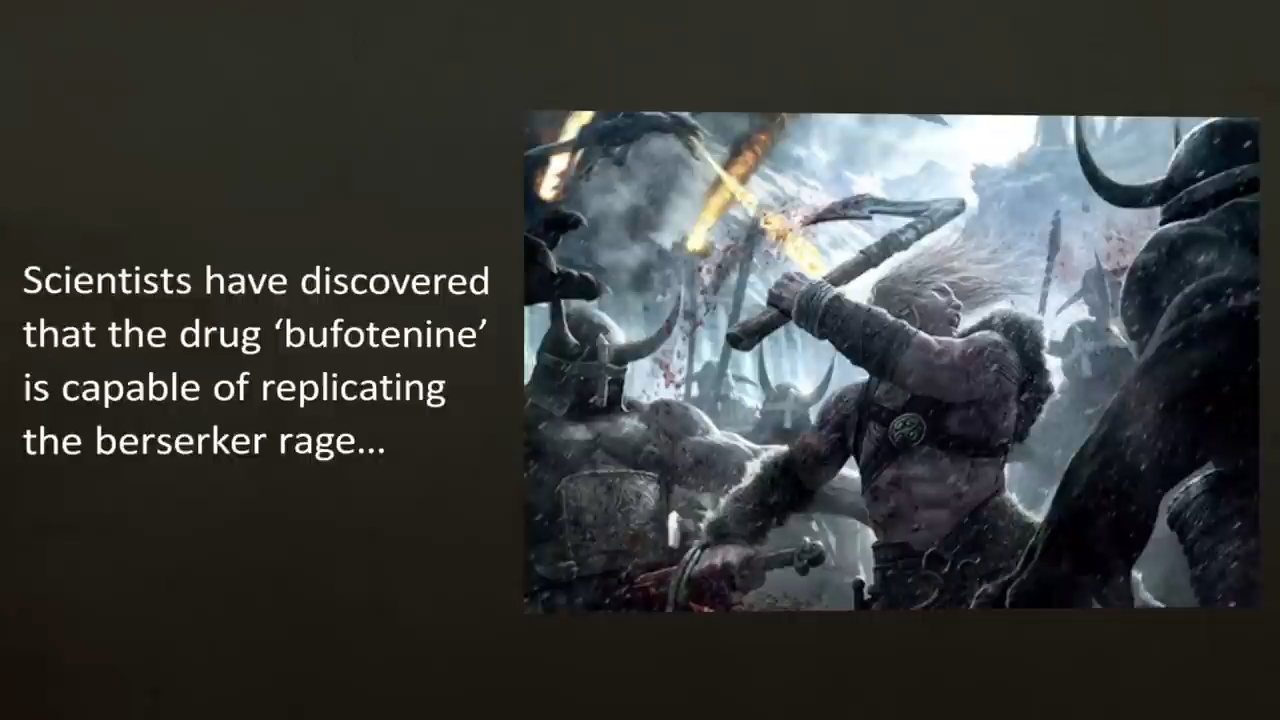 Scientists have discovered
that the drug ‘bufotenine’
is capable of replicating
the berserker rage...